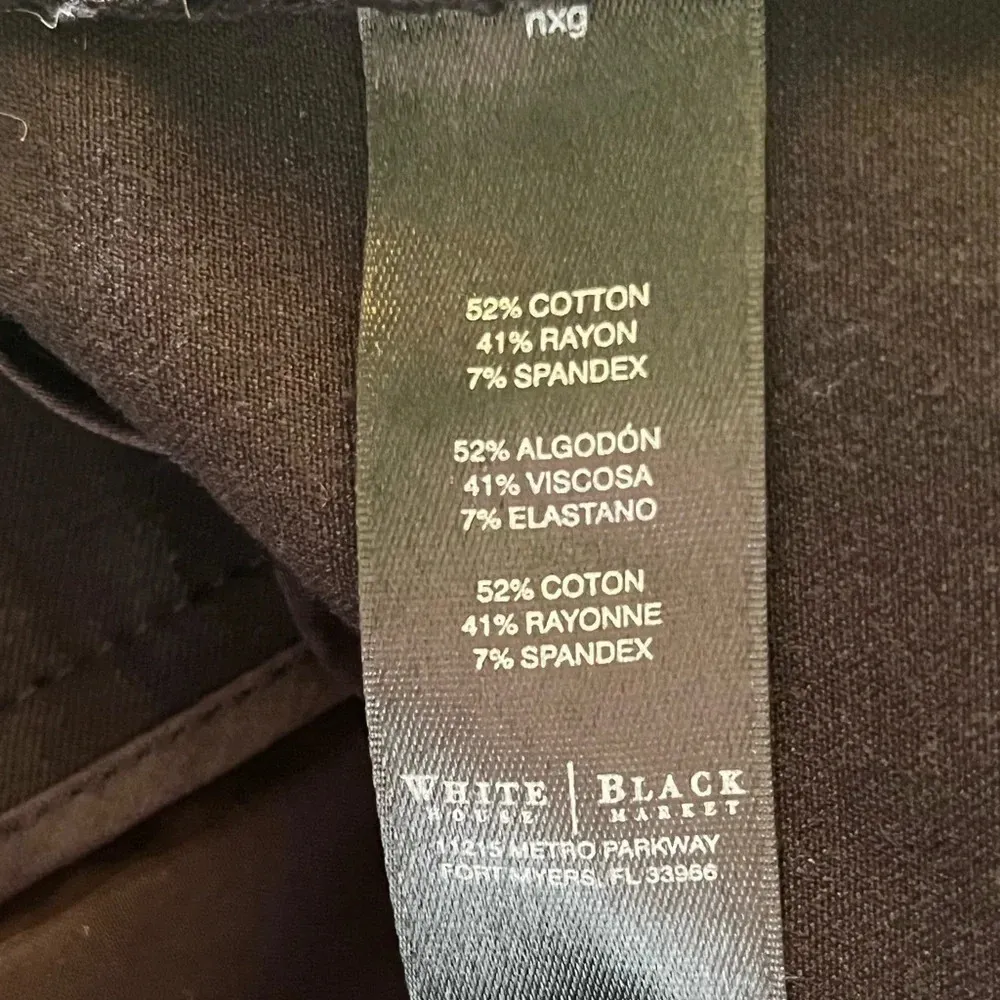 nxg
52% COTTON
41% RAYON
7% SPANDEX
52% ALGODÓN
41% VISCOSA
7% ELASTANO
52% COTON
41% RAYONNE
7% SPANDEX
WHITE | BLACK
HOUSE MARKET
11215 METRO PARKWAY
FORT MYERS, FL 33966